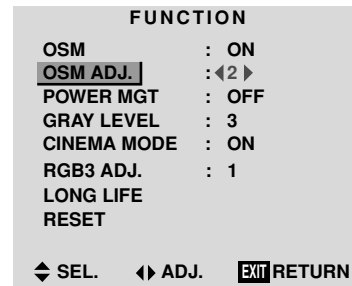 FUNCTION
OSM : ON
OSM ADJ. : 2
POWER MGT : OFF
GRAY LEVEL : 3
CINEMA MODE : ON
RGB3 ADJ. : 1
LONG LIFE
RESET
SEL. ADJ. EXIT RETURN